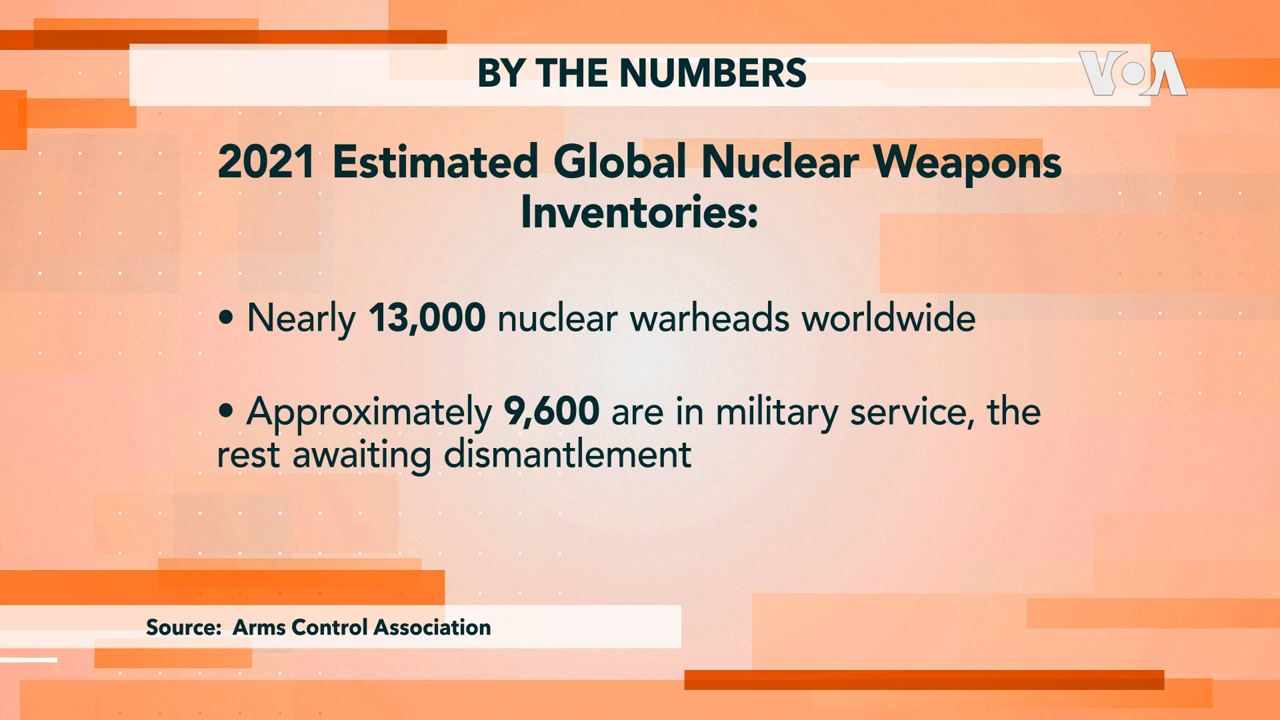 BY THE NUMBERS
VOA
2021 Estimated Global Nuclear Weapons
Inventories:
• Nearly 13,000 nuclear warheads worldwide
• Approximately 9,600 are in military service, the
rest awaiting dismantlement
Source: Arms Control Association